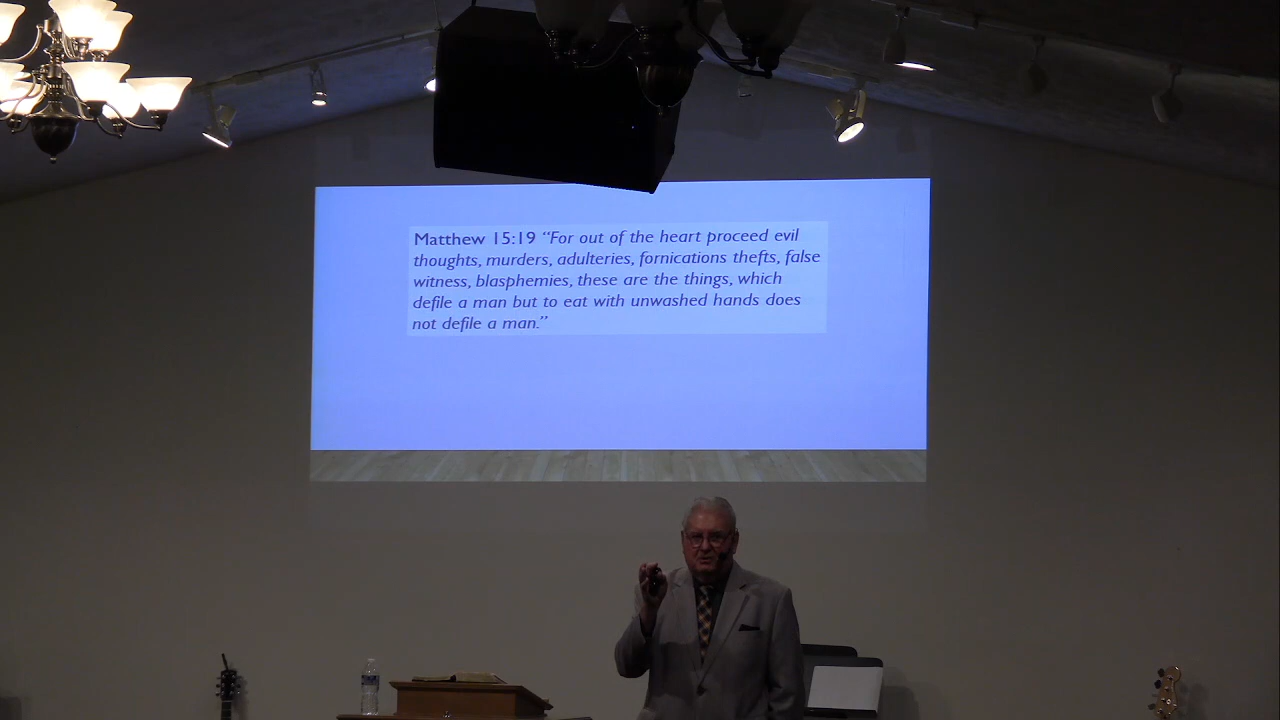 Matthew 15:19 “For out of the heart proceed evil
thoughts, murders, adulteries, fornications thefts, false
witness, blasphemies, these are the things, which
defile a man but to eat with unwashed hands does
not defile a man.”